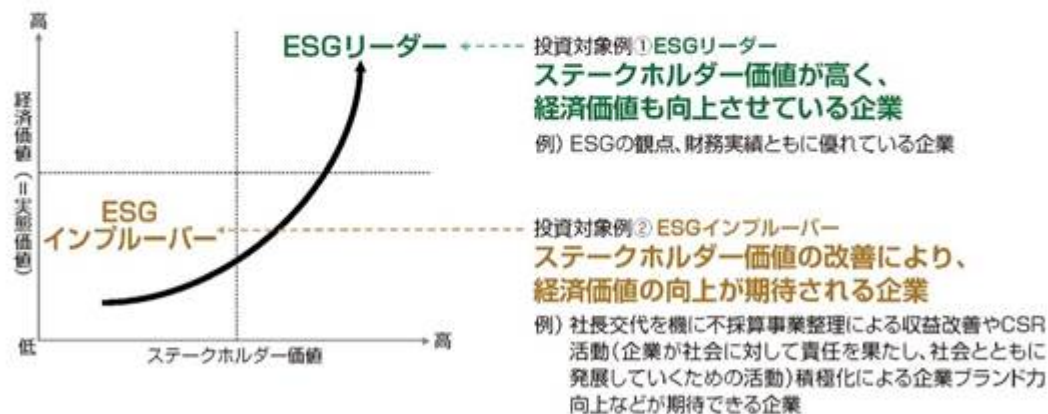 高
経済価値(=実態価値)
低
ステークホルダー価値
高
ESGリーダー
ESG
インプルーバー
投資対象例① ESGリーダー
ステークホルダー価値が高く、
経済価値も向上させている企業
例) ESGの観点、財務実績ともに優れている企業
投資対象例② ESGインプルーバー
ステークホルダー価値の改善により、
経済価値の向上が期待される企業
例) 社長交代を機に不採算事業整理による収益改善やCSR
活動(企業が社会に対して責任を果たし、社会とともに
発展していくための活動)積極化による企業ブランド力
向上などが期待できる企業